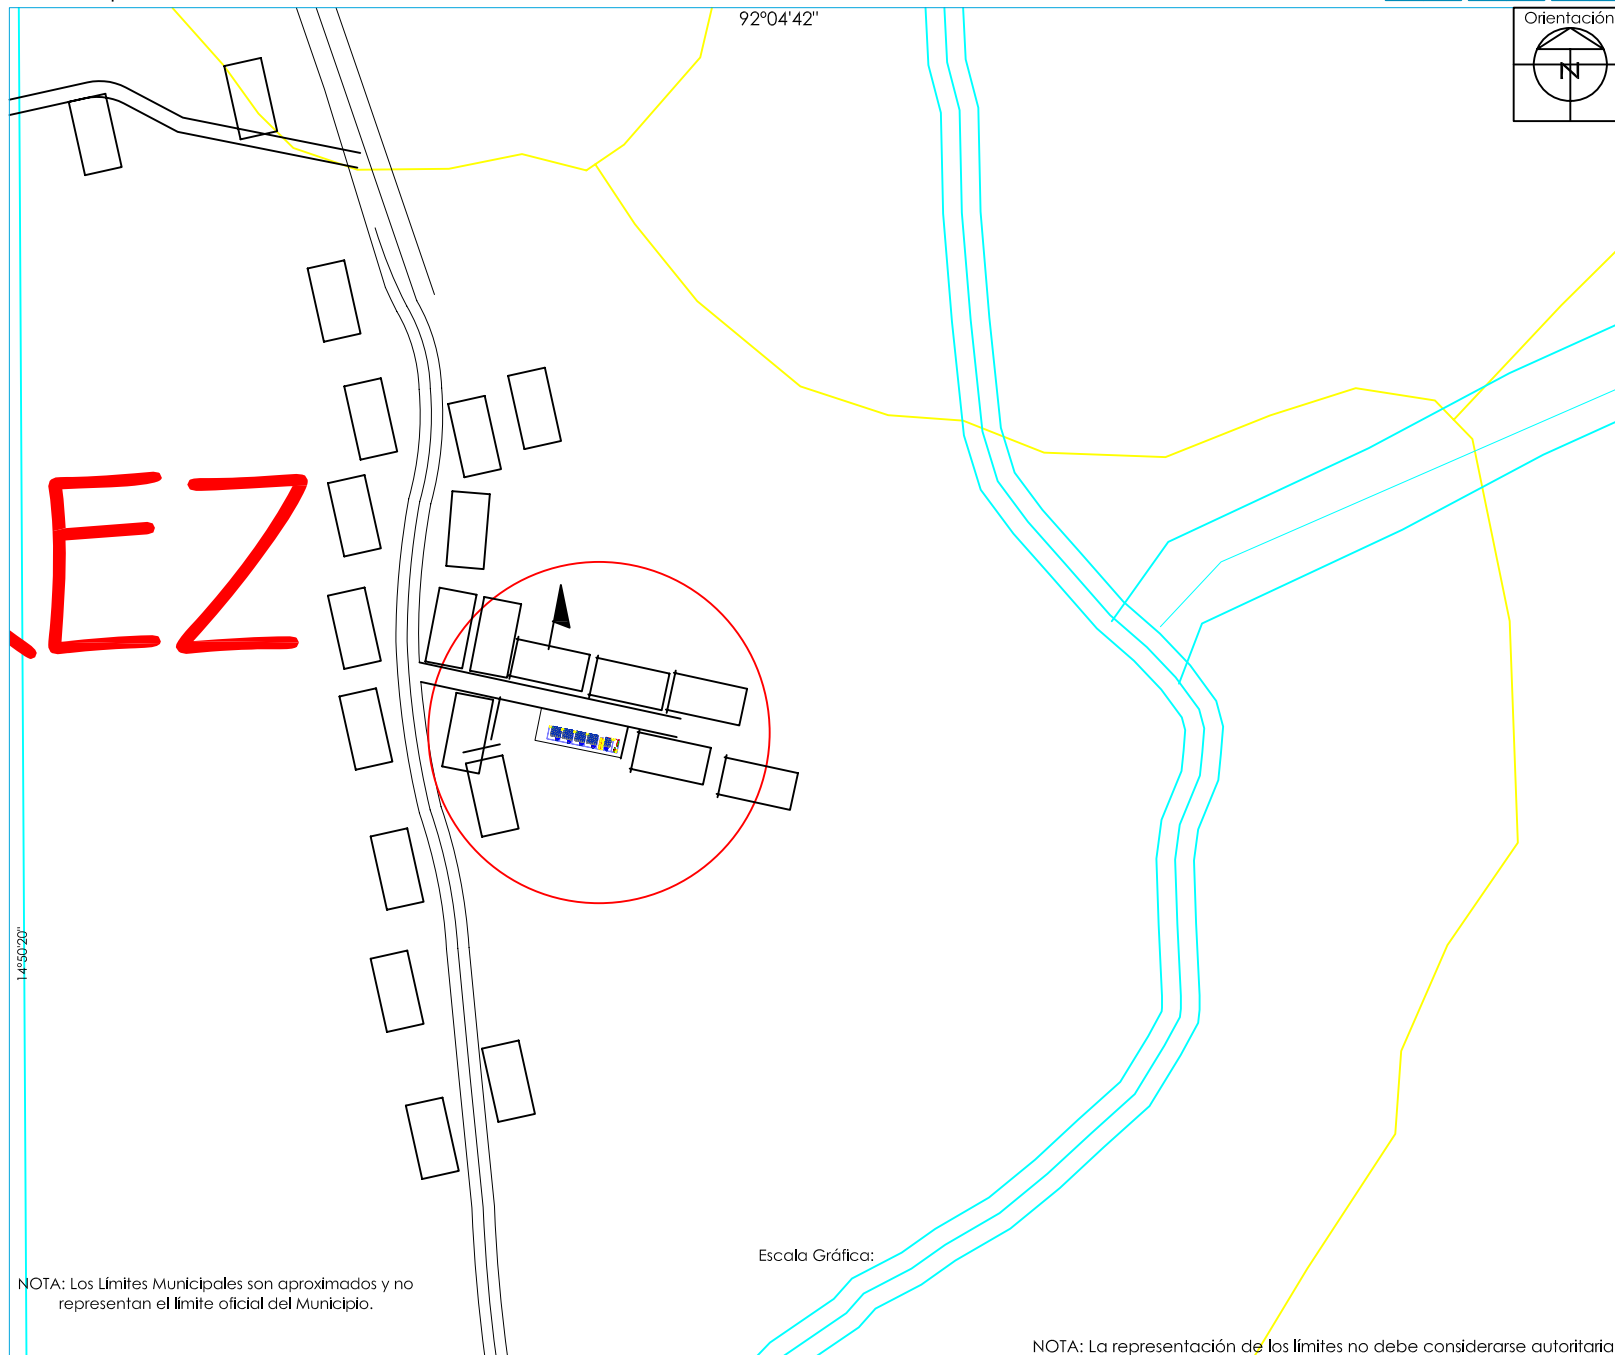 92°04'42"
Orientación
N
EZ
14°50'20"
Escala Gráfica:
NOTA: Los Límites Municipales son aproximados y no
representan el límite oficial del Municipio.
NOTA: La representación de los límites no debe considerarse autoritaria